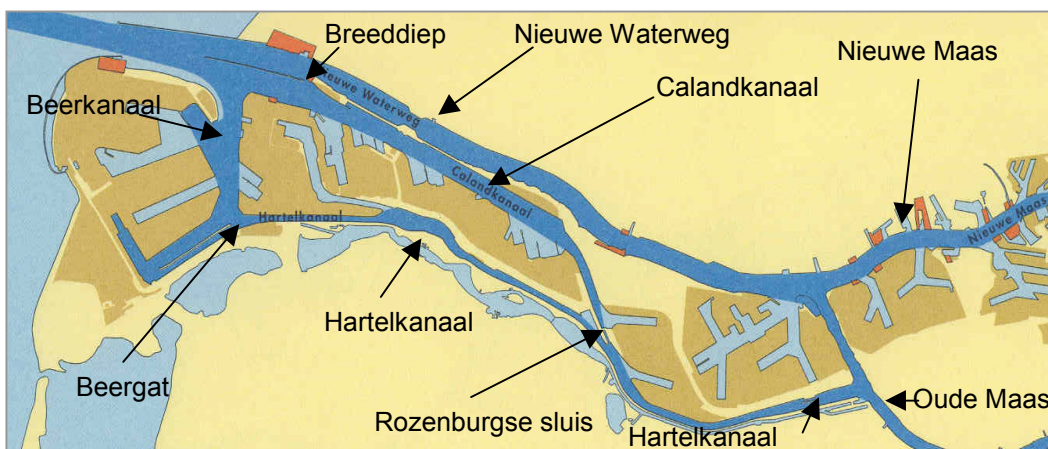 Breeddiep
Nieuwe Waterweg
Nieuwe Maas
Calandkanaal
Beerkanaal
Nieuwe Waterweg
Calandkanaal
Hartelkanaal
Nieuwe Maas
Hartelkanaal
Beergat
Rozenburgse sluis
Oude Maas
Hartelkanaal